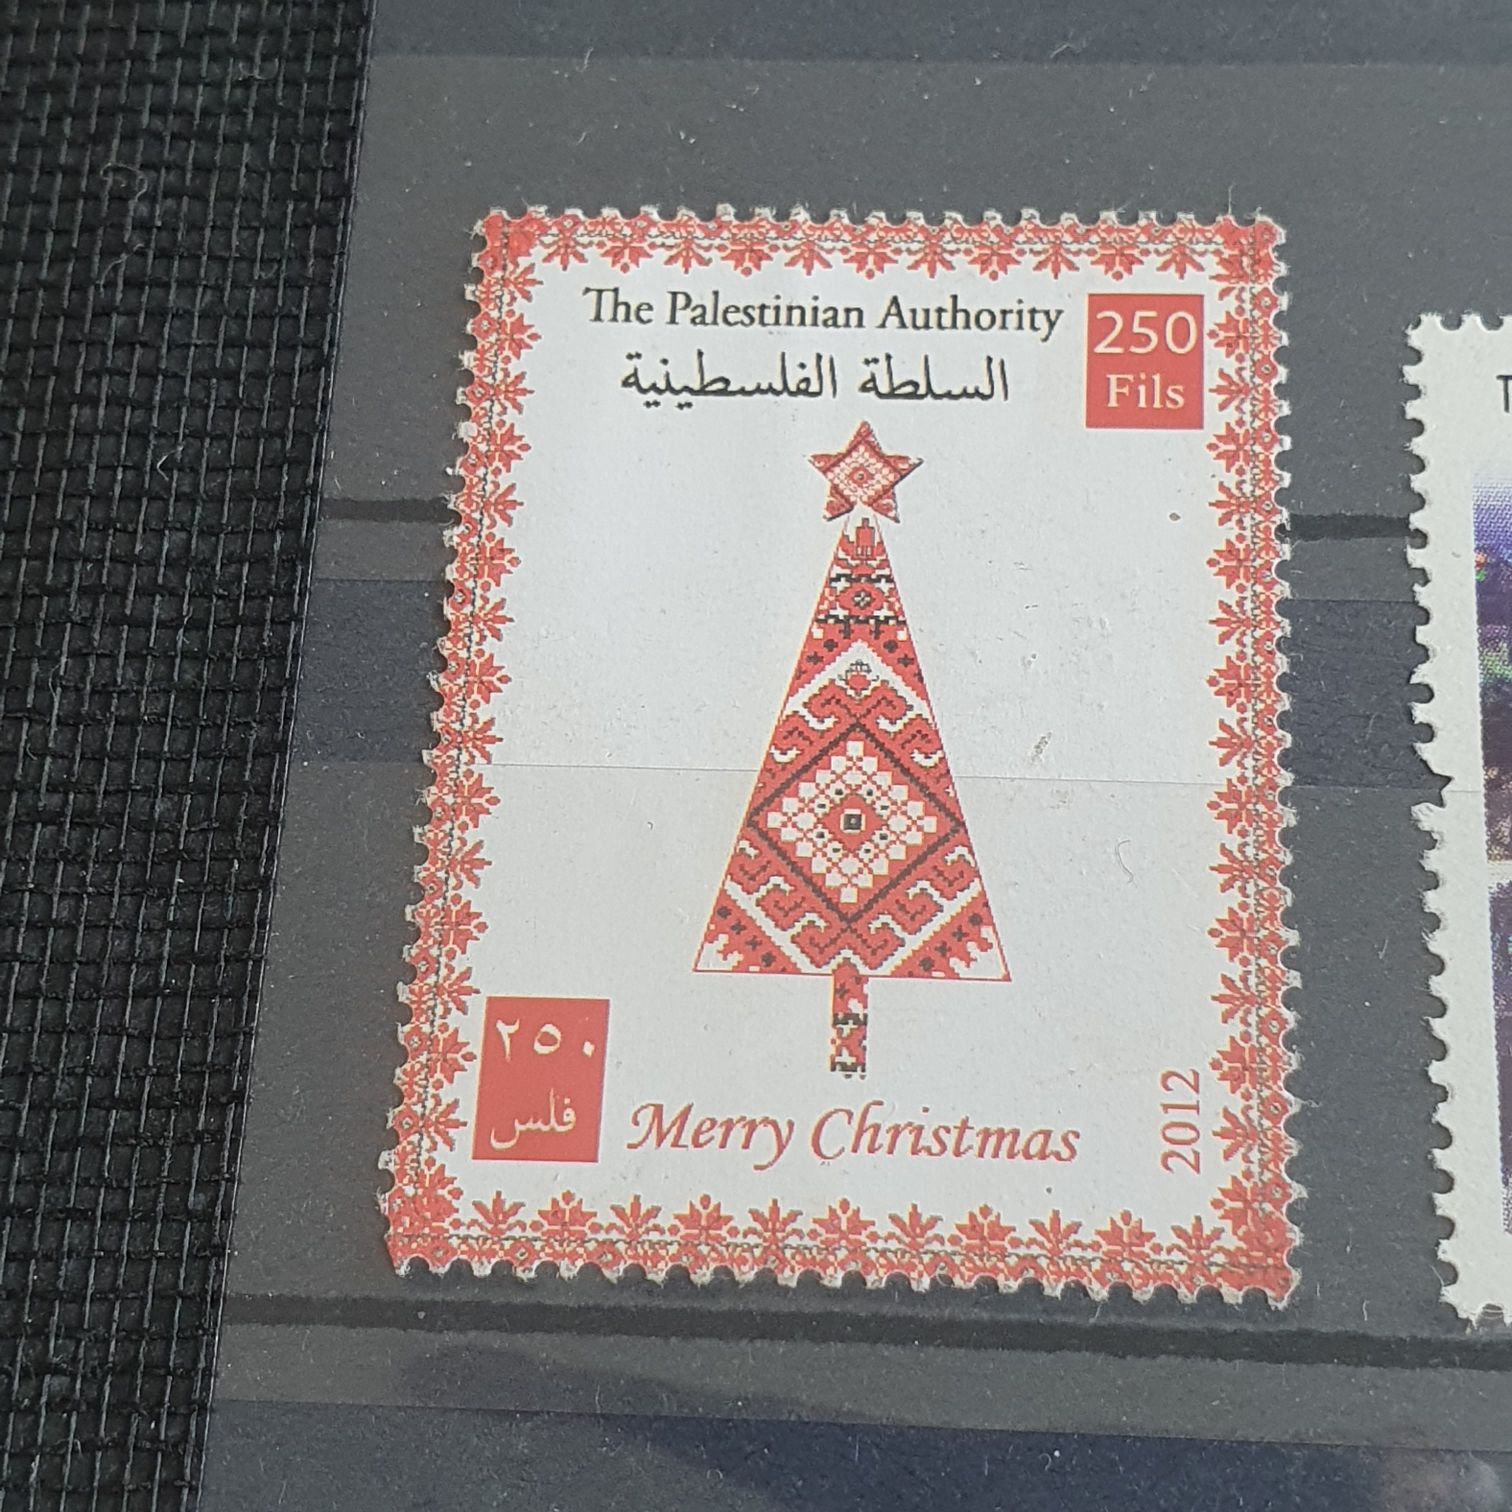 The Palestinian Authority
السلطة الفلسطينية
250
Fils
٢٥٠
فلس
Merry Christmas
2012
T